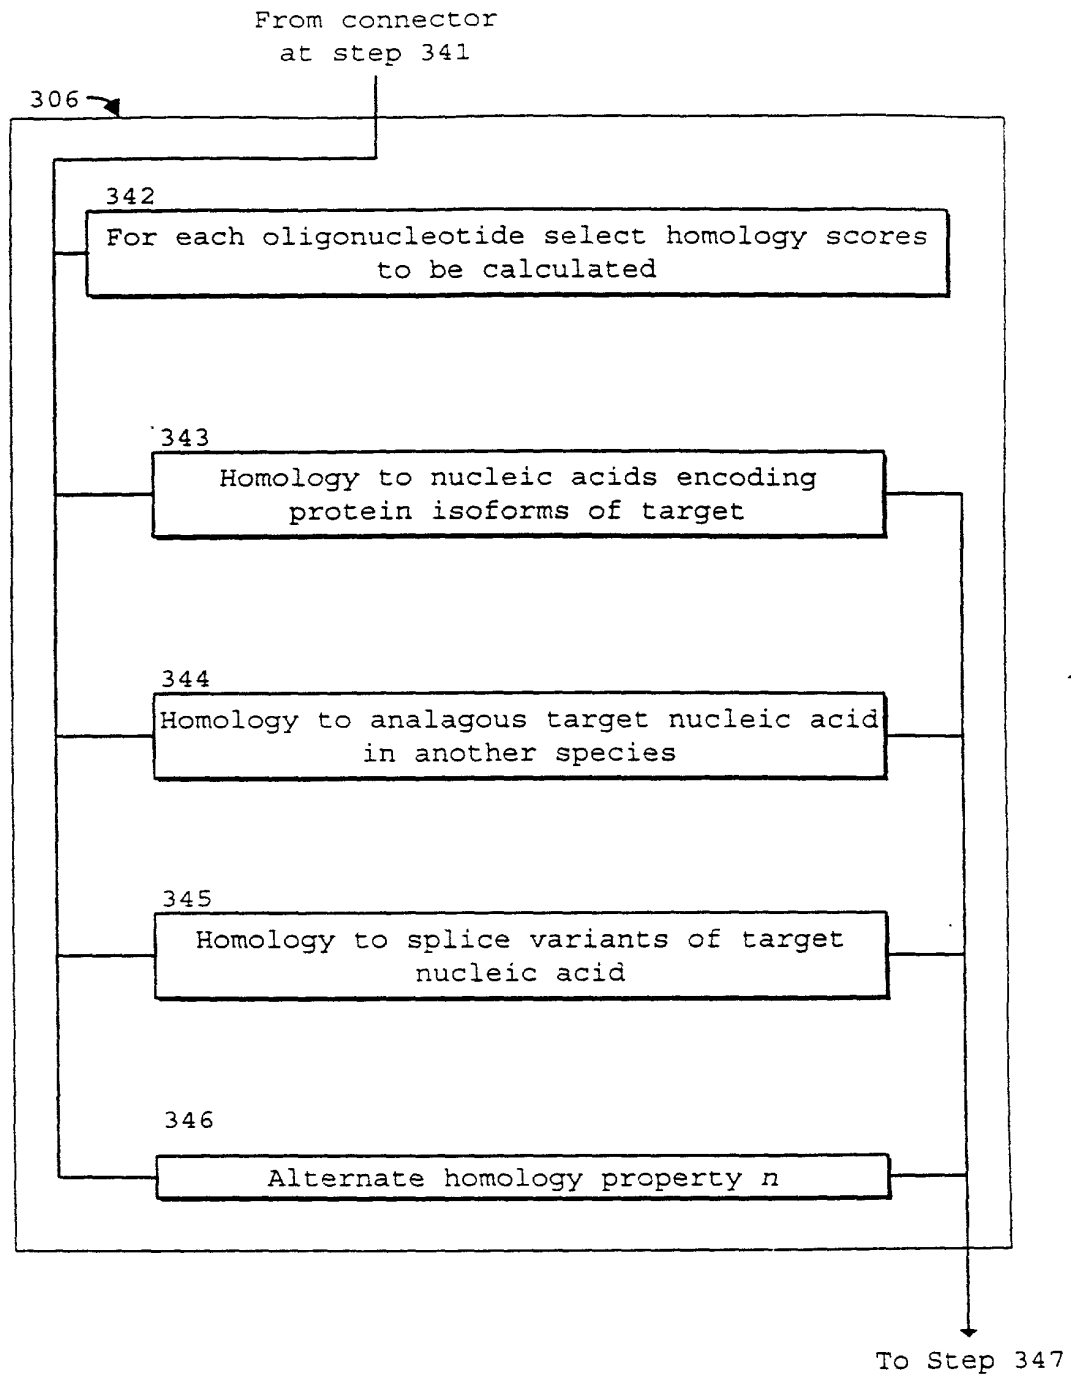 From connector
at step 341
306
342
For each oligonucleotide select homology scores
to be calculated
343
Homology to nucleic acids encoding
protein isoforms of target
344
Homology to analagous target nucleic acid
in another species
345
Homology to splice variants of target
nucleic acid
346
Alternate homology property n
To Step 347